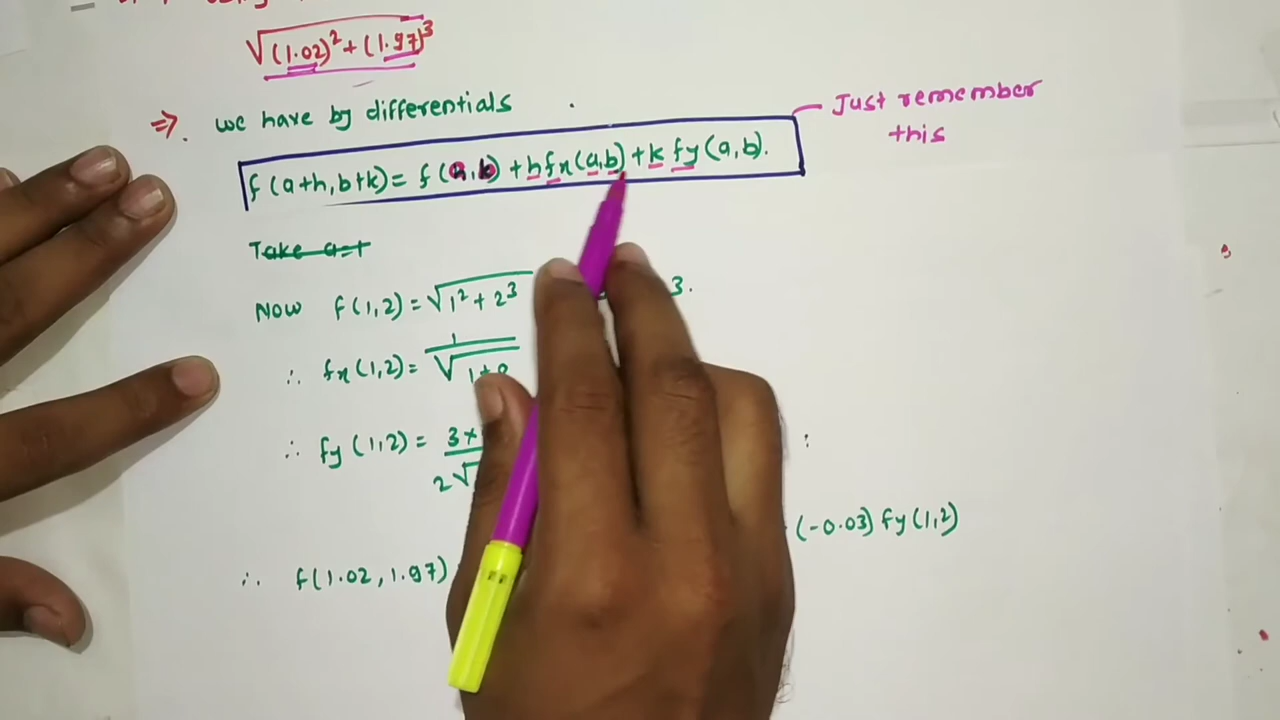 √(1.02)² + (1.97)³
⇒. we have by differentials .
Just remember
this
f(a+h, b+k) = f(a, b) + h fx(a,b) + k fy(a,b).
Take a=1
Now f(1,2) = √1² + 2³ 3.
∴ fx(1,2) = 1/√1+8
∴ fy(1,2) = 3×
2√
(-0.03) fy(1,2)
∴ f(1.02, 1.97)